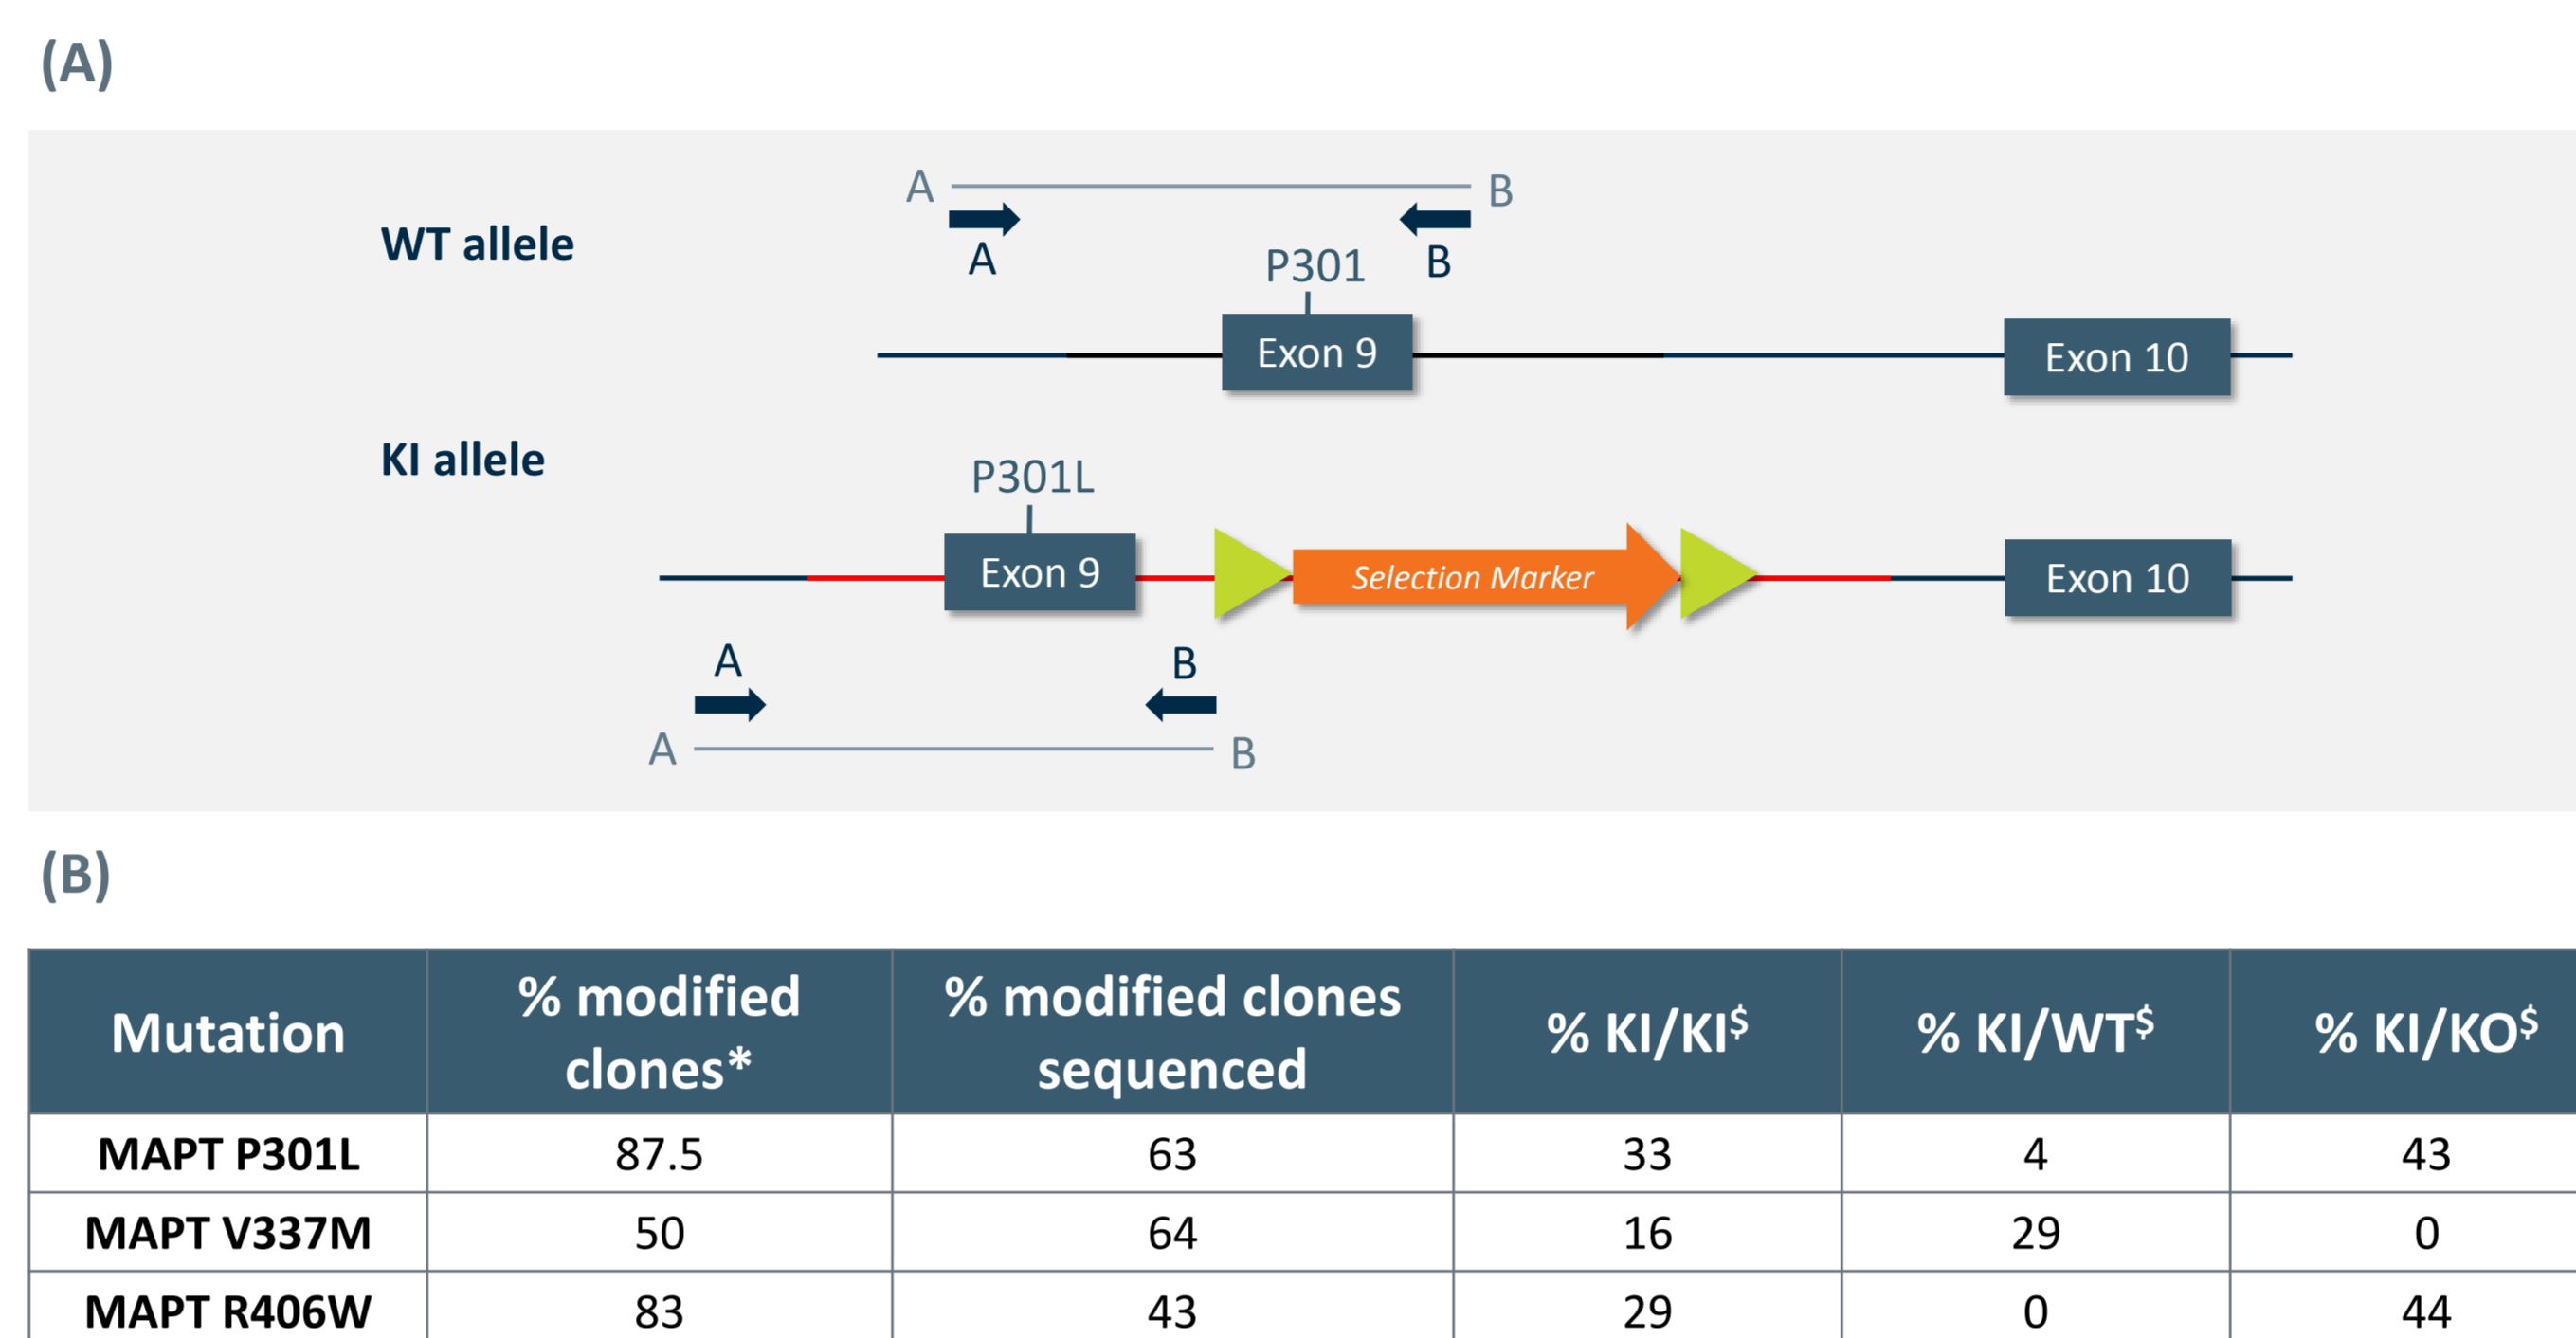 (A)
A B
WT allele
A B
P301
Exon 9 Exon 10
KI allele
P301L
Exon 9 Selection Marker Exon 10
A B
A B
(B)
Mutation % modified clones* % modified clones sequenced % KI/KI$ % KI/WT$ % KI/KO$
MAPT P301L 87.5 63 33 4 43
MAPT V337M 50 64 16 29 0
MAPT R406W 83 43 29 0 44